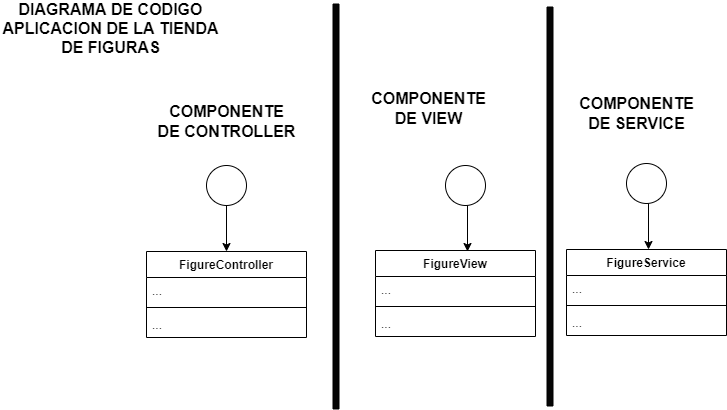 DIAGRAMA DE CODIGO
APLICACION DE LA TIENDA
DE FIGURAS
COMPONENTE
DE CONTROLLER
FigureController
...
...
COMPONENTE
DE VIEW
FigureView
...
...
COMPONENTE
DE SERVICE
FigureService
...
...